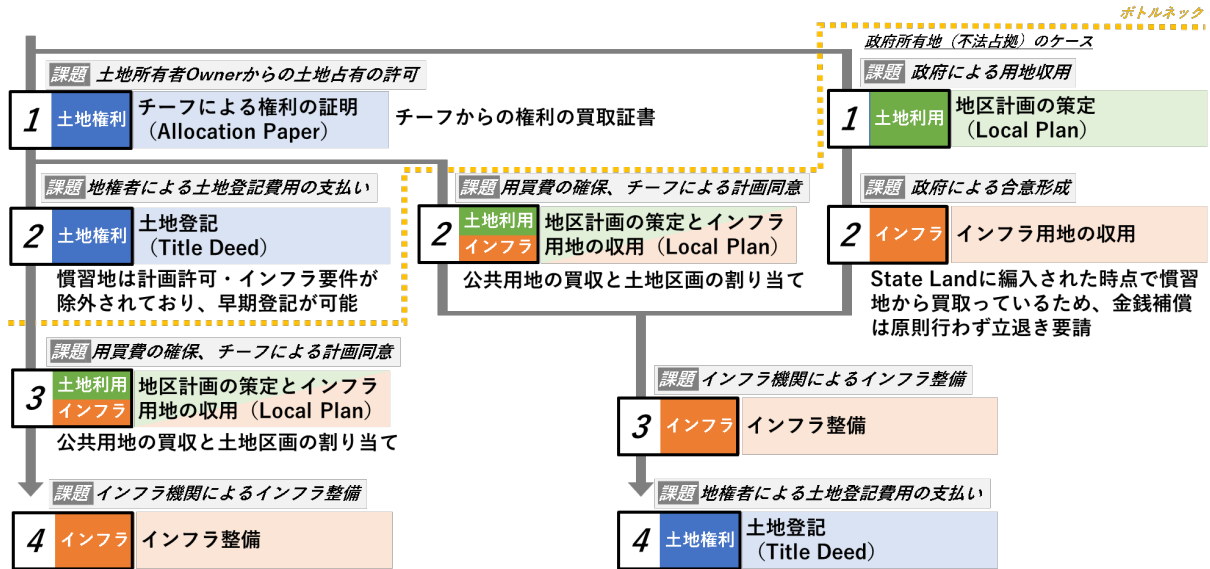 ボトルネック
政府所有地（不法占拠）のケース
課題 土地所有者Ownerからの土地占有の許可
1 土地権利 チーフによる権利の証明
（Allocation Paper）
チーフからの権利の買取証書
課題 政府による用地収用
1 土地利用 地区計画の策定
（Local Plan）
課題 地権者による土地登記費用の支払い
2 土地権利 土地登記
（Title Deed）
慣習地は計画許可・インフラ要件が
除外されており、早期登記が可能
課題 用買費の確保、チーフによる計画同意
2 土地利用 インフラ 地区計画の策定とインフラ
用地の収用（Local Plan）
公共用地の買収と土地区画の割り当て
課題 政府による合意形成
2 インフラ インフラ用地の収用
State Landに編入された時点で慣習
地から買取っているため、金銭補償
は原則行わず立退き要請
課題 用買費の確保、チーフによる計画同意
3 土地利用 インフラ 地区計画の策定とインフラ
用地の収用（Local Plan）
公共用地の買収と土地区画の割り当て
課題 インフラ機関によるインフラ整備
4 インフラ インフラ整備
課題 インフラ機関によるインフラ整備
3 インフラ インフラ整備
課題 地権者による土地登記費用の支払い
4 土地権利 土地登記
（Title Deed）